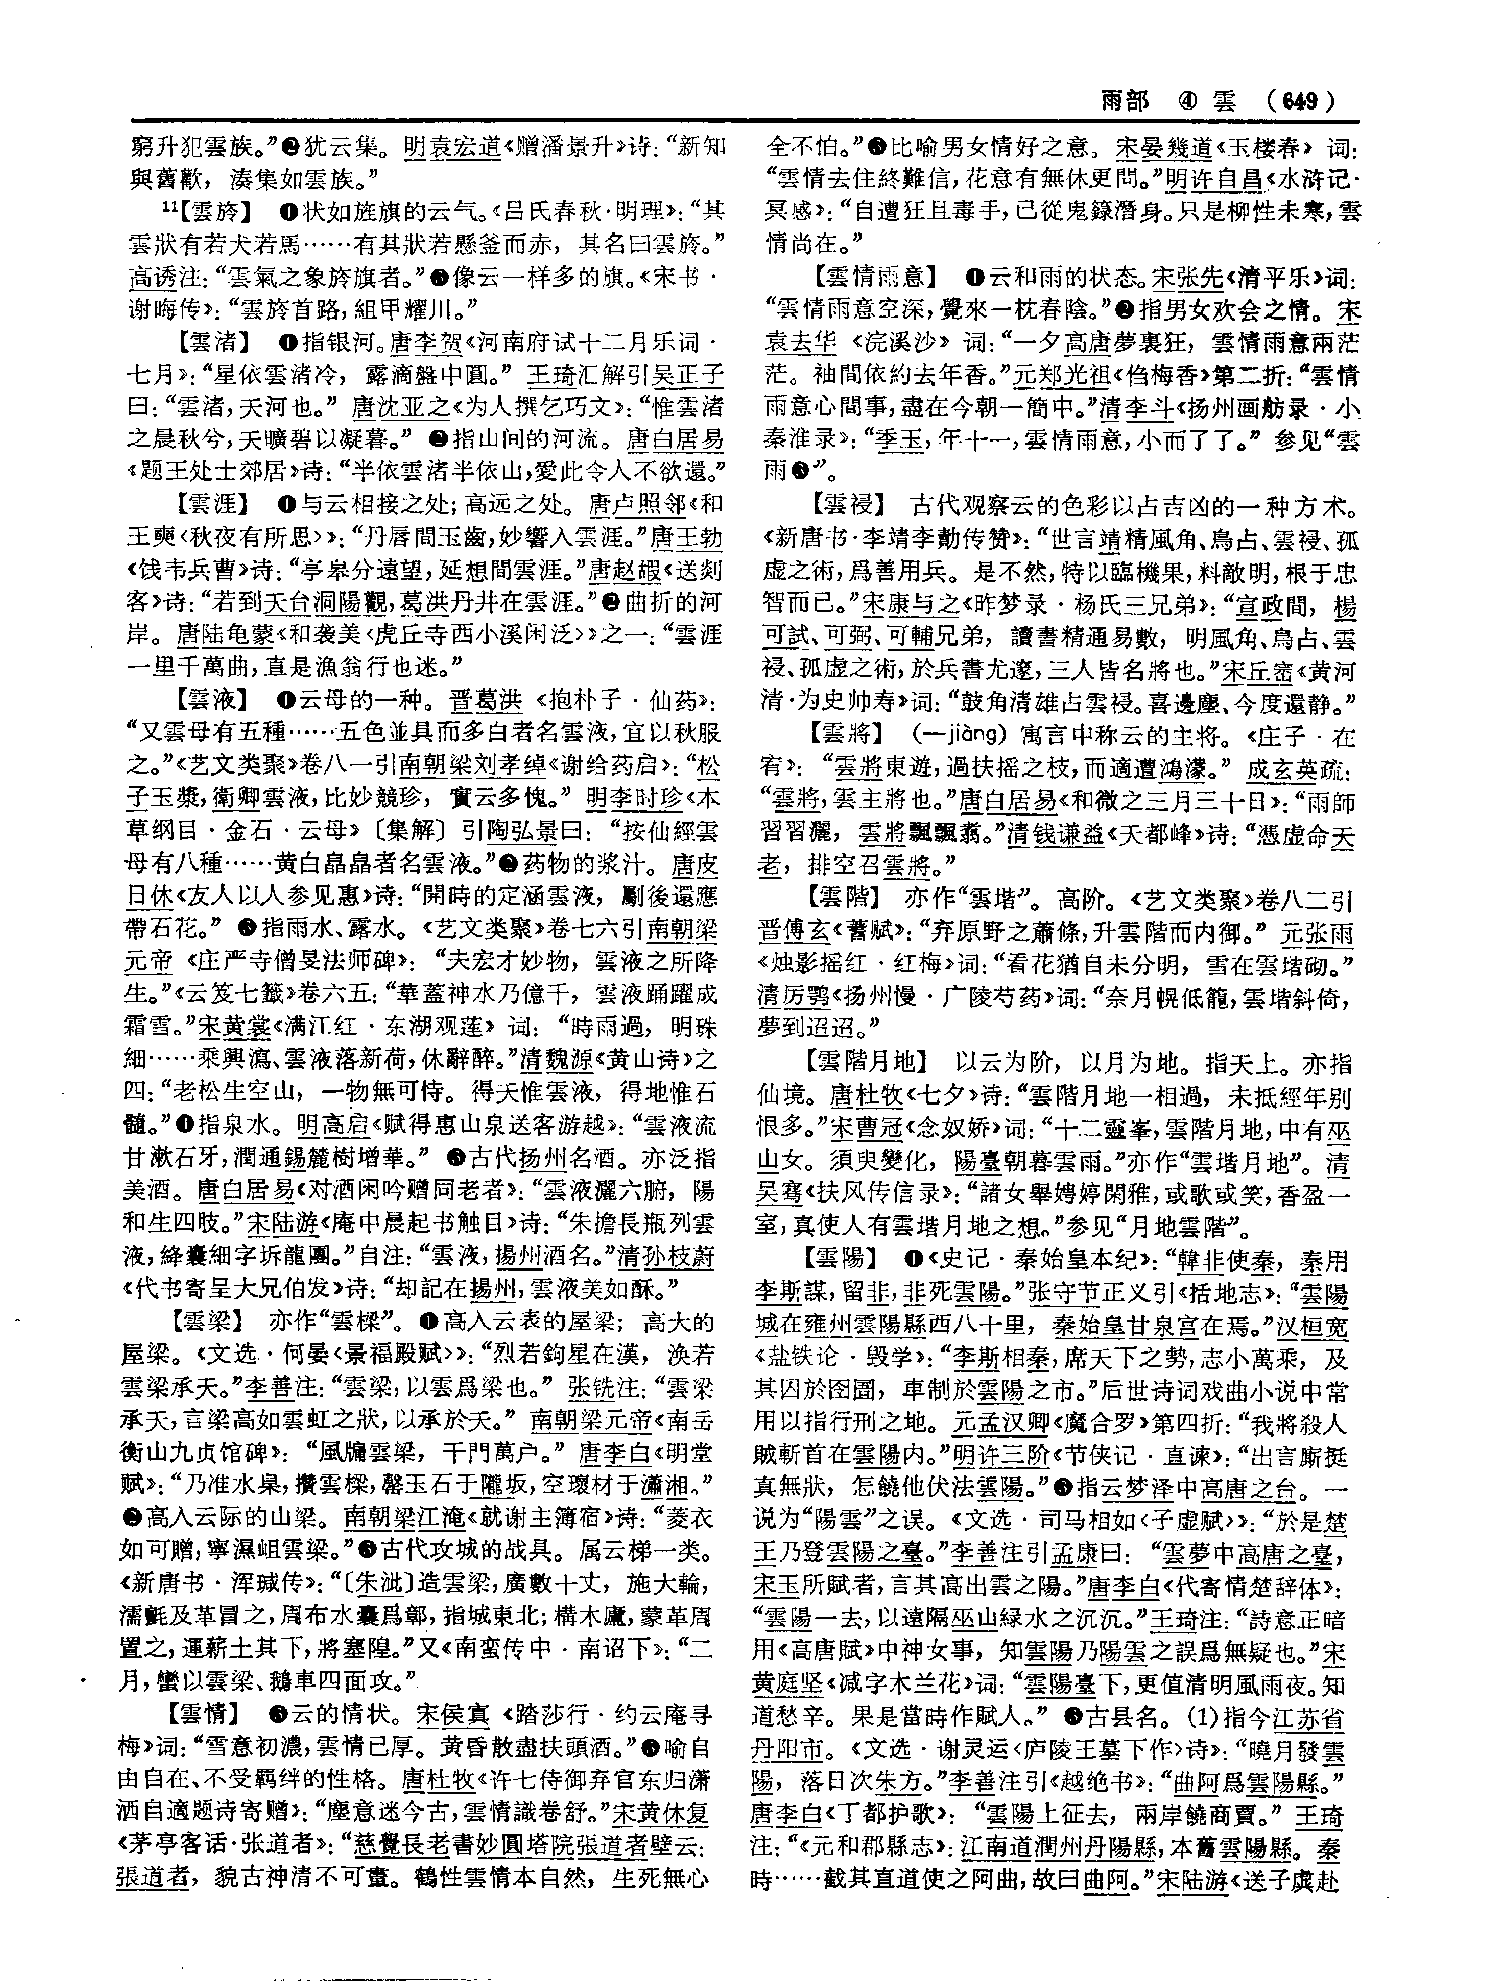 雨部 ④ 雲 (649)
窮升犯雲族。”❷犹云集。明袁宏道《赠潘景升》诗:“新知
與舊歡，湊集如雲族。”
11【雲旍】 ❶状如旌旗的云气。《吕氏春秋·明理》:“其
雲狀有若犬若馬……有其狀若懸釜而赤，其名曰雲旍。”
高诱注:“雲氣之象旍旗者。”❷像云一样多的旗。《宋书·
谢晦传》:“雲旍首路,組甲耀川。”
【雲渚】 ❶指银河。唐李贺《河南府试十二月乐词·
七月》:“星依雲渚冷，露滴盤中圓。” 王琦汇解引吴正子
曰:“雲渚,天河也。” 唐沈亚之《为人撰乞巧文》:“惟雲渚
之晨秋兮,天曠碧以凝暮。” ❷指山间的河流。唐白居易
《题王处士郊居》诗:“半依雲渚半依山,愛此令人不欲還。”
【雲涯】 ❶与云相接之处;高远之处。唐卢照邻《和
王奭〈秋夜有所思〉》:“丹唇間玉齒,妙響入雲涯。”唐王勃
《饯韦兵曹》诗:“亭皋分遠望,延想間雲涯。”唐赵嘏《送剡
客》诗:“若到天台洞陽觀,葛洪丹井在雲涯。”❷曲折的河
岸。唐陆龟蒙《和袭美〈虎丘寺西小溪闲泛〉》之一:“雲涯
一里千萬曲,直是漁翁行也迷。”
【雲液】 ❶云母的一种。晋葛洪《抱朴子·仙药》:
“又雲母有五種……五色並具而多白者名雲液,宜以秋服
之。”《艺文类聚》卷八一引南朝梁刘孝绰《谢给药启》:“松
子玉漿,衛卿雲液,比妙競珍，實云多愧。” 明李时珍《本
草纲目·金石·云母》〔集解〕引陶弘景曰:“按仙經雲
母有八種……黄白皛皛者名雲液。”❷药物的浆汁。唐皮
日休《友人以人参见惠》诗:“開時的定涵雲液，劚後還應
帶石花。” ❸指雨水、露水。《艺文类聚》卷七六引南朝梁
元帝《庄严寺僧旻法师碑》:“夫宏才妙物，雲液之所降
生。”《云笈七籤》卷六五:“華蓋神水乃億千，雲液踊躍成
霜雪。”宋黄裳《满江红·东湖观莲》词:“時雨過，明珠
細……乘興瀉、雲液落新荷,休辭醉。”清魏源《黄山诗》之
四:“老松生空山，一物無可恃。得天惟雲液，得地惟石
髓。”❹指泉水。明高启《赋得惠山泉送客游越》:“雲液流
甘漱石牙,潤通錫麓樹增華。” ❺古代扬州名酒。亦泛指
美酒。唐白居易《对酒闲吟赠同老者》:“雲液灑六腑，陽
和生四肢。”宋陆游《庵中晨起书触目》诗:“朱擔長瓶列雲
液,絳囊細字坼龍團。”自注:“雲液,揚州酒名。”清孙枝蔚
《代书寄呈大兄伯发》诗:“却記在揚州,雲液美如酥。”
【雲梁】 亦作“雲樑”。❶高入云表的屋梁;高大的
屋梁。《文选·何晏〈景福殿赋〉》:“烈若鈎星在漢，涣若
雲梁承天。”李善注:“雲梁,以雲爲梁也。” 张铣注:“雲梁
承天,言梁高如雲虹之狀,以承於天。” 南朝梁元帝《南岳
衡山九贞馆碑》:“風牖雲梁，千門萬户。” 唐李白《明堂
赋》:“乃准水臬,攢雲樑,罄玉石于隴坂,空瓌材于瀟湘。”
❷高入云际的山梁。南朝梁江淹《就谢主簿宿》诗:“菱衣
如可贈,寧濕岨雲梁。”❸古代攻城的战具。属云梯一类。
《新唐书·浑瑊传》:“〔朱泚〕造雲梁,廣數十丈，施大輪，
濡氈及革冒之,周布水囊爲鄣,指城東北;構木廬,蒙革周
置之,運薪土其下,將塞隍。”又《南蛮传中·南诏下》:“二
月,蠻以雲梁、鵝車四面攻。”
【雲情】 ❶云的情状。宋侯寘《踏莎行·约云庵寻
梅》词:“雪意初濃,雲情已厚。黄昏散盡扶頭酒。”❷喻自
由自在、不受羁绊的性格。唐杜牧《许七侍御弃官东归潇
洒自適题诗寄赠》:“塵意迷今古,雲情識卷舒。”宋黄休复
《茅亭客话·张道者》:“慈覺長老書妙圓塔院張道者壁云:
張道者，貌古神清不可畫。鶴性雲情本自然，生死無心
全不怕。”❸比喻男女情好之意。宋晏幾道《玉楼春》词:
“雲情去住終難信,花意有無休更問。”明许自昌《水浒记·
冥感》:“自遭狂且毒手,已從鬼籙潛身。只是柳性未寒,雲
情尚在。”
【雲情雨意】 ❶云和雨的状态。宋张先《清平乐》词:
“雲情雨意空深,覺來一枕春陰。”❷指男女欢会之情。宋
袁去华《浣溪沙》词:“一夕高唐夢裏狂，雲情雨意兩茫
茫。袖間依約去年香。”元郑光祖《㑇梅香》第二折:“雲情
雨意心間事,盡在今朝一簡中。”清李斗《扬州画舫录·小
秦淮录》:“季玉,年十一,雲情雨意,小而了了。” 参见“雲
雨❸”。
【雲祲】 古代观察云的色彩以占吉凶的一种方术。
《新唐书·李靖李勣传赞》:“世言靖精風角、鳥占、雲祲、孤
虚之術,爲善用兵。是不然,特以臨機果,料敵明,根于忠
智而已。”宋康与之《昨梦录·杨氏三兄弟》:“宣政間，楊
可試、可弼、可輔兄弟，讀書精通易數，明風角、鳥占、雲
祲、孤虚之術,於兵書尤邃,三人皆名將也。”宋丘崈《黄河
清·为史帅寿》词:“鼓角清雄占雲祲。喜邊塵、今度還静。”
【雲將】 (—jiàng) 寓言中称云的主将。《庄子·在
宥》:“雲將東遊,過扶摇之枝,而適遭鴻濛。” 成玄英疏:
“雲將,雲主將也。”唐白居易《和微之三月三十日》:“雨師
習習灑，雲將飄飄翥。”清钱谦益《天都峰》诗:“憑虚命天
老，排空召雲將。”
【雲階】 亦作“雲堦”。高阶。《艺文类聚》卷八二引
晋傅玄《蓍赋》:“弃原野之蕭條,升雲階而内御。” 元张雨
《烛影摇红·红梅》词:“看花猶自未分明，雪在雲堦砌。”
清厉鹗《扬州慢·广陵芍药》词:“奈月幌低籠,雲堦斜倚，
夢到迢迢。”
【雲階月地】 以云为阶，以月为地。指天上。亦指
仙境。唐杜牧《七夕》诗:“雲階月地一相過，未抵經年别
恨多。”宋曹冠《念奴娇》词:“十二靈峯,雲階月地,中有巫
山女。須臾變化，陽臺朝暮雲雨。”亦作“雲堦月地”。清
吴骞《扶风传信录》:“諸女舉娉婷閑雅,或歌或笑,香盈一
室,真使人有雲堦月地之想。”参见“月地雲階”。
【雲陽】 ❶《史记·秦始皇本纪》:“韓非使秦，秦用
李斯謀,留非,非死雲陽。”张守节正义引《括地志》:“雲陽
城在雍州雲陽縣西八十里，秦始皇甘泉宫在焉。”汉桓宽
《盐铁论·毁学》:“李斯相秦,席天下之勢,志小萬乘，及
其囚於囹圄，車制於雲陽之市。”后世诗词戏曲小说中常
用以指行刑之地。元孟汉卿《魔合罗》第四折:“我將殺人
賊斬首在雲陽内。”明许三阶《节侠记·直谏》:“出言廝挺
真無狀，怎饒他伏法雲陽。”❷指云梦泽中高唐之台。一
说为“陽雲”之误。《文选·司马相如〈子虚赋〉》:“於是楚
王乃登雲陽之臺。”李善注引孟康曰:“雲夢中高唐之臺，
宋玉所賦者,言其高出雲之陽。”唐李白《代寄情楚辞体》:
“雲陽一去,以遠隔巫山緑水之沉沉。”王琦注:“詩意正暗
用《高唐賦》中神女事，知雲陽乃陽雲之誤爲無疑也。”宋
黄庭坚《减字木兰花》词:“雲陽臺下,更值清明風雨夜。知
道愁辛。果是當時作賦人。” ❸古县名。(1)指今江苏省
丹阳市。《文选·谢灵运〈庐陵王墓下作〉诗》:“曉月發雲
陽，落日次朱方。”李善注引《越绝书》:“曲阿爲雲陽縣。”
唐李白《丁都护歌》:“雲陽上征去，兩岸饒商賈。” 王琦
注:“《元和郡縣志》:江南道潤州丹陽縣,本舊雲陽縣。秦
時……截其直道使之阿曲,故曰曲阿。”宋陆游《送子虡赴